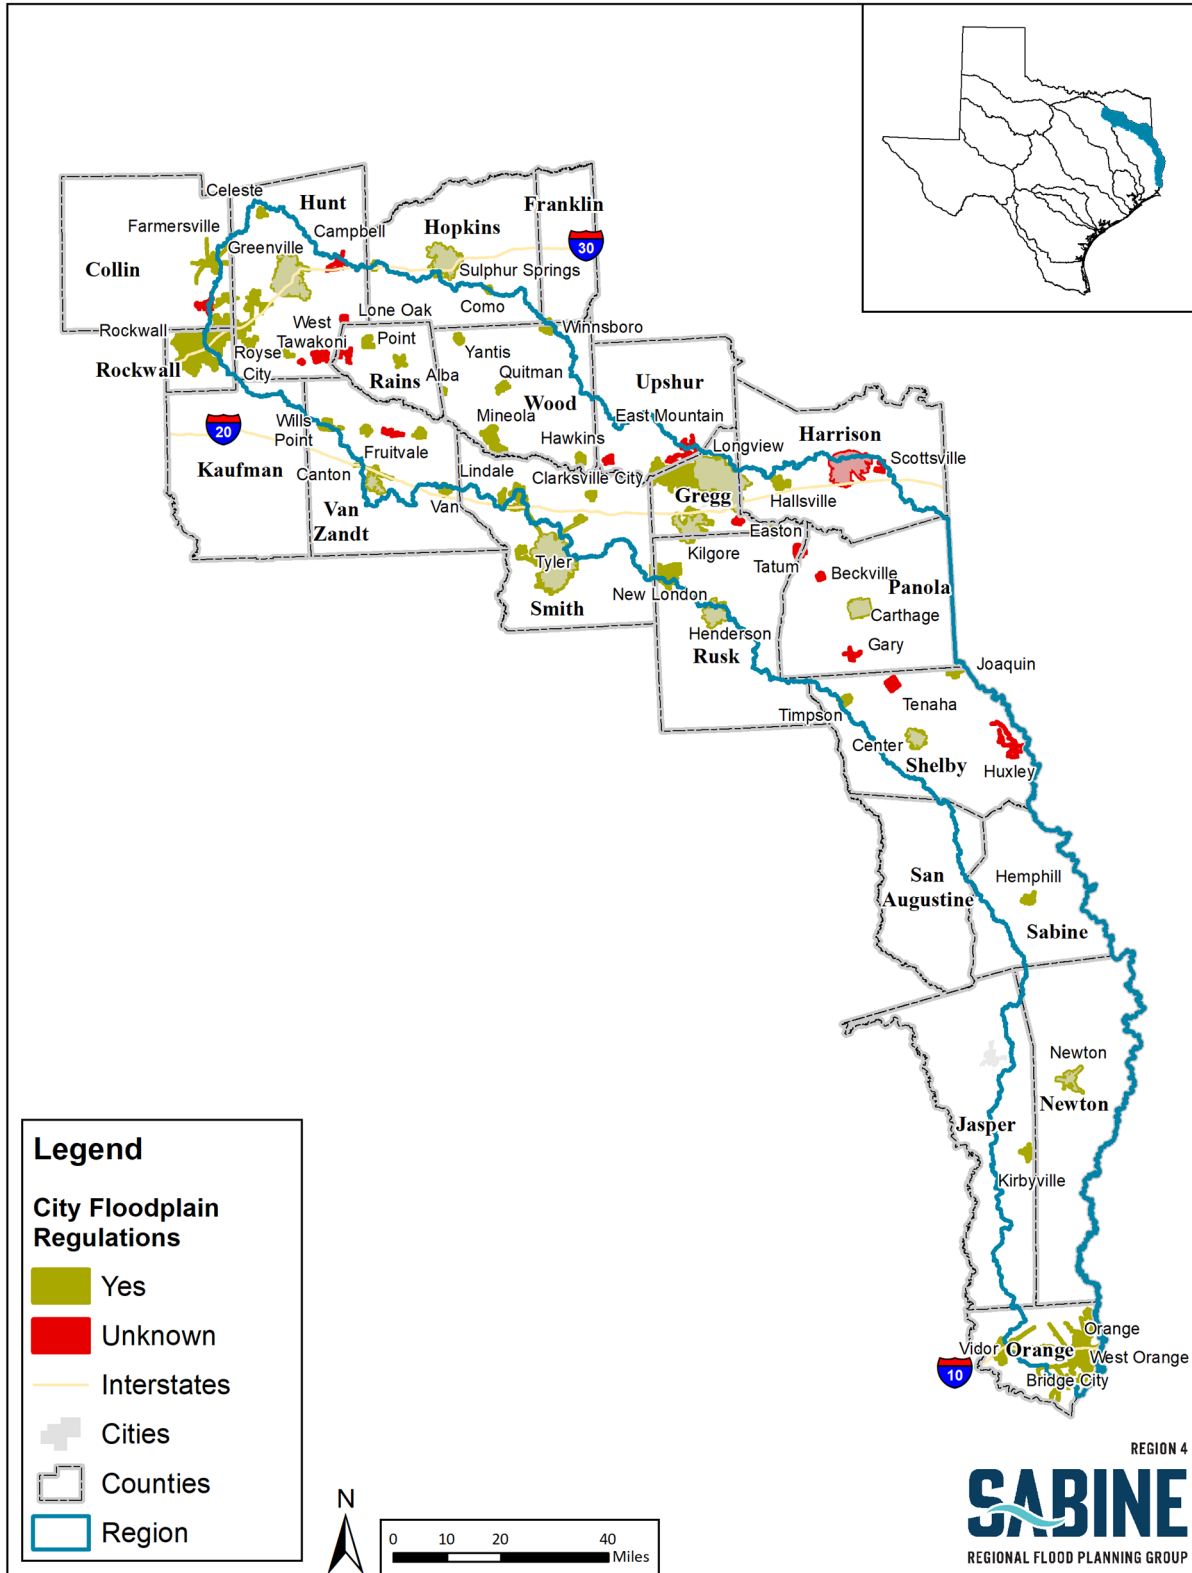 Celeste
Hunt
Franklin
Farmersville
Campbell
Hopkins
Greenville
30
Collin
Sulphur Springs
Como
Lone Oak
West
Tawakoni
Rockwall
Point
Winnsboro
Royse
City
Yantis
Rockwall
Rains
Alba
Quitman
Upshur
Wood
20
Wills
Point
Mineola
East Mountain
Harrison
Hawkins
Longview
Kaufman
Fruitvale
Scottsville
Canton
Lindale
Clarksville City
Hallsville
Van
Zandt
Van
Gregg
Easton
Kilgore
Tyler
Tatum
Beckville
Panola
New London
Smith
Carthage
Henderson
Rusk
Gary
Joaquin
Timpson
Tenaha
Center
Shelby
Huxley
San
Augustine
Hemphill
Sabine
Newton
Newton
Jasper
Kirbyville
Orange
Vidor
Orange
West Orange
10
Bridge City
Legend
City Floodplain
Regulations
Yes
Unknown
Interstates
Cities
Counties
Region
N
0 10 20 40
Miles
REGION 4
SABINE
REGIONAL FLOOD PLANNING GROUP